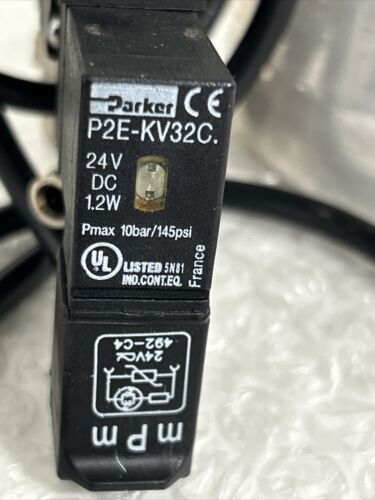 Parker CE
P2E-KV32C.
24V
DC
1.2W
Pmax 10bar/145psi
UL LISTED 5N81
IND.CONT.EQ.
France
492-C4
24V
mPm